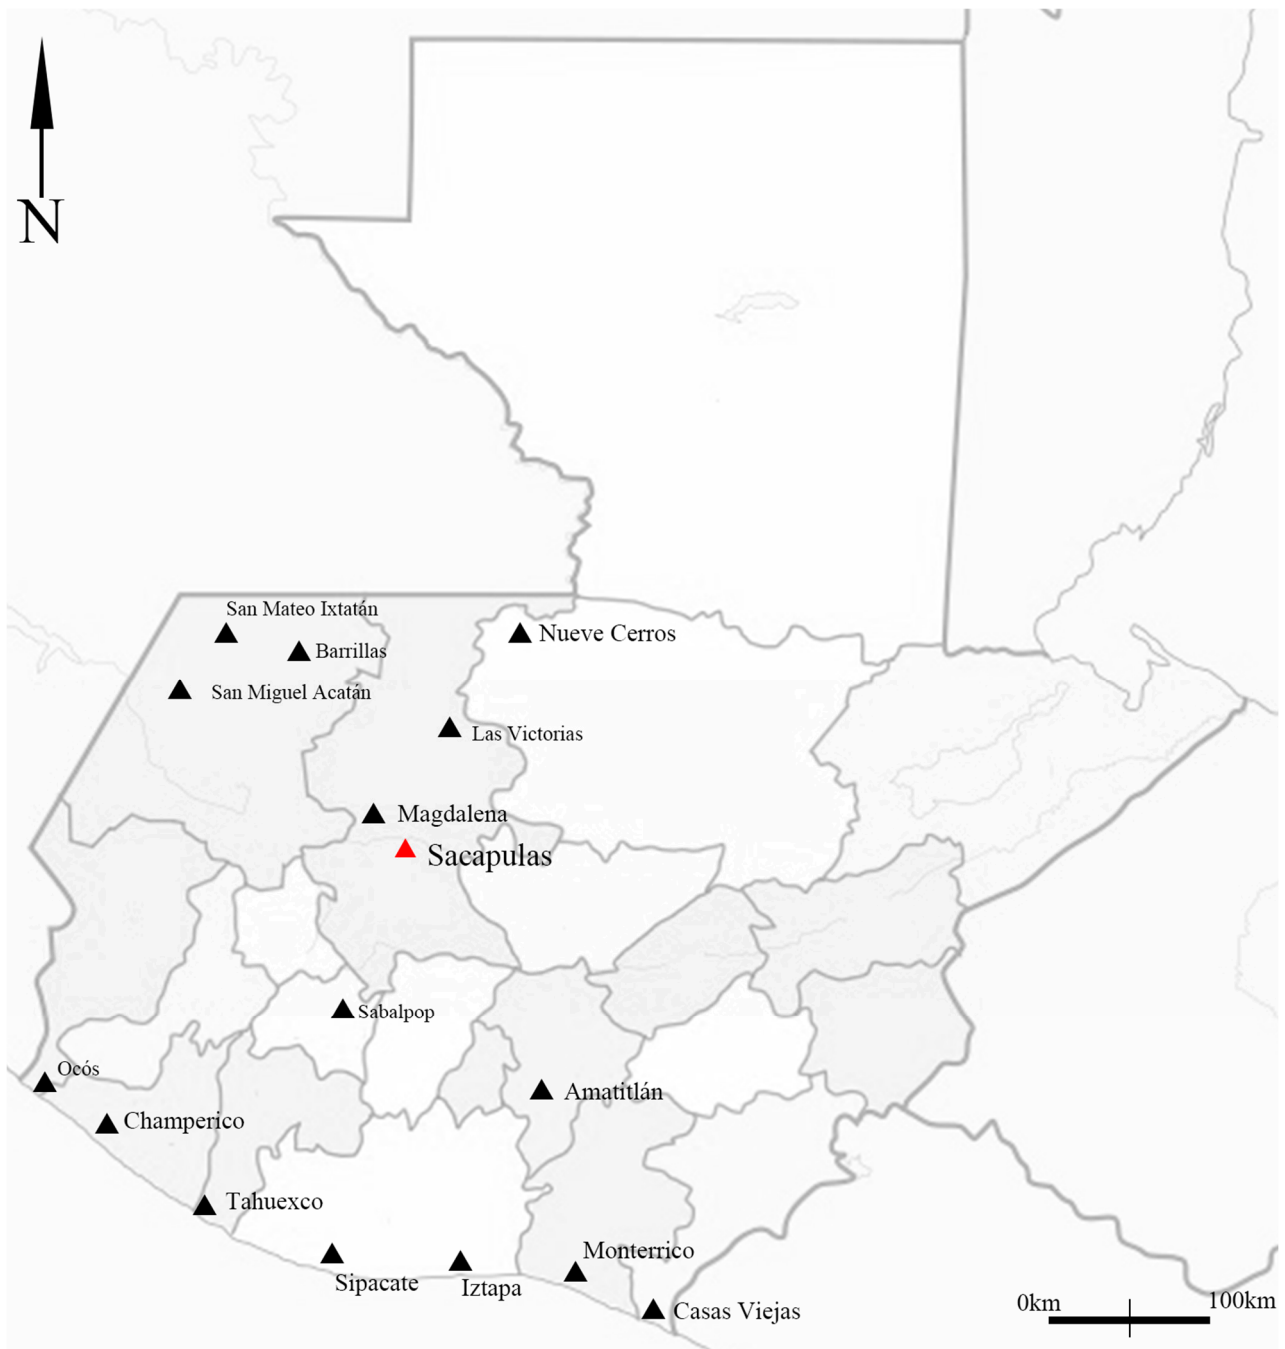 N
San Mateo Ixtatán
Nueve Cerros
Barrillas
San Miguel Acatán
Las Victorias
Magdalena
Sacapulas
Sabalpop
Ocós
Amatitlán
Champerico
Tahuexco
Monterrico
Sipacate
Iztapa
Casas Viejas
0km
100km